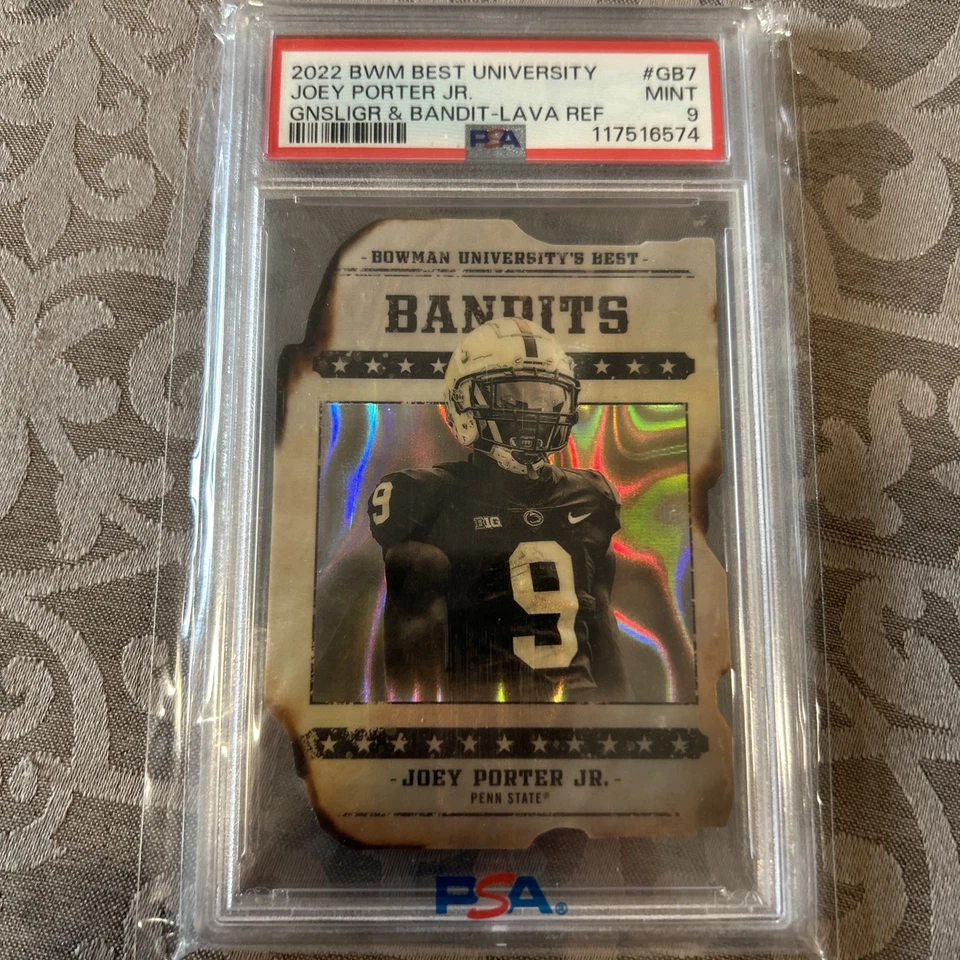 2022 BWM BEST UNIVERSITY #GB7
JOEY PORTER JR. MINT
GNSLIGR & BANDIT-LAVA REF 9
PSA 117516574
- BOWMAN UNIVERSITY'S BEST -
BANDITS
9
B1G
9
- JOEY PORTER JR. -
PENN STATE®
PSA®